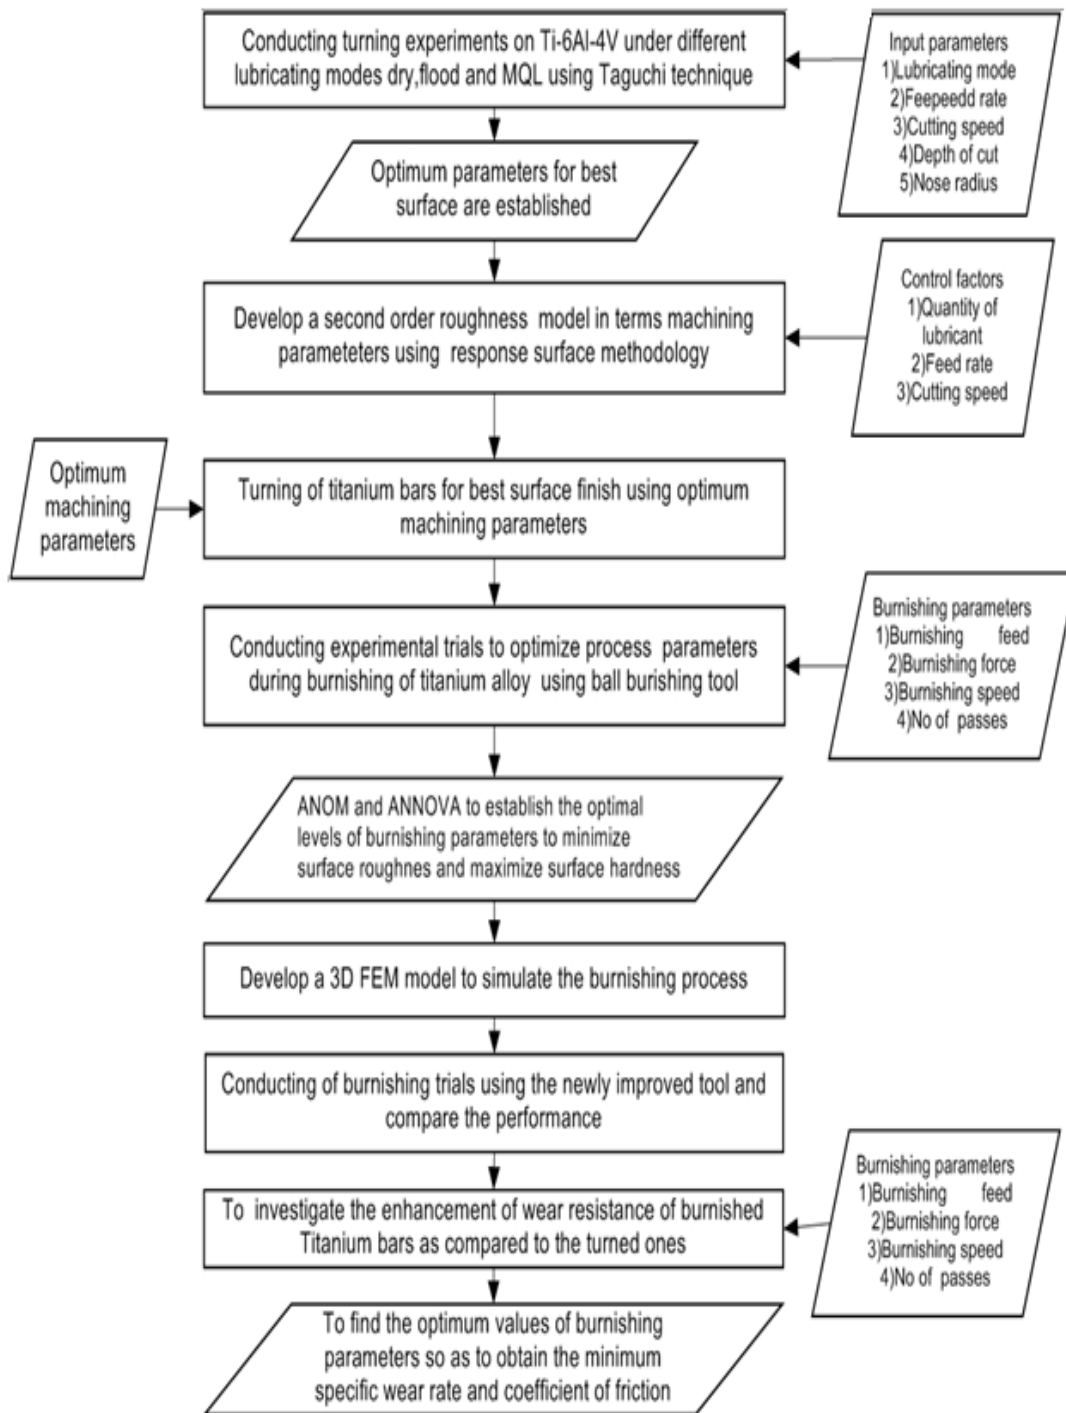 Conducting turning experiments on Ti-6Al-4V under different
lubricating modes dry,flood and MQL using Taguchi technique
Input parameters
1)Lubricating mode
2)Feepeedd rate
3)Cutting speed
4)Depth of cut
5)Nose radius
Optimum parameters for best
surface are established
Develop a second order roughness model in terms machining
parameteters using response surface methodology
Control factors
1)Quantity of
lubricant
2)Feed rate
3)Cutting speed
Optimum
machining
parameters
Turning of titanium bars for best surface finish using optimum
machining parameters
Conducting experimental trials to optimize process parameters
during burnishing of titanium alloy using ball burishing tool
Burnishing parameters
1)Burnishing feed
2)Burnishing force
3)Burnishing speed
4)No of passes
ANOM and ANNOVA to establish the optimal
levels of burnishing parameters to minimize
surface roughnes and maximize surface hardness
Develop a 3D FEM model to simulate the burnishing process
Conducting of burnishing trials using the newly improved tool and
compare the performance
To investigate the enhancement of wear resistance of burnished
Titanium bars as compared to the turned ones
Burnishing parameters
1)Burnishing feed
2)Burnishing force
3)Burnishing speed
4)No of passes
To find the optimum values of burnishing
parameters so as to obtain the minimum
specific wear rate and coefficient of friction